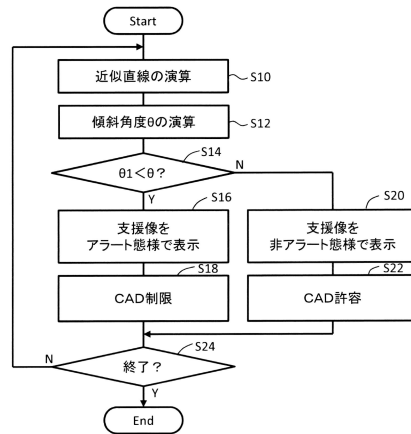 Start
近似直線の演算
S10
傾斜角度θの演算
S12
S14
θ1＜θ？
N
Y
S16
支援像を
アラート態様で表示
S20
支援像を
非アラート態様で表示
S18
CAD制限
S22
CAD許容
S24
N
終了？
Y
End